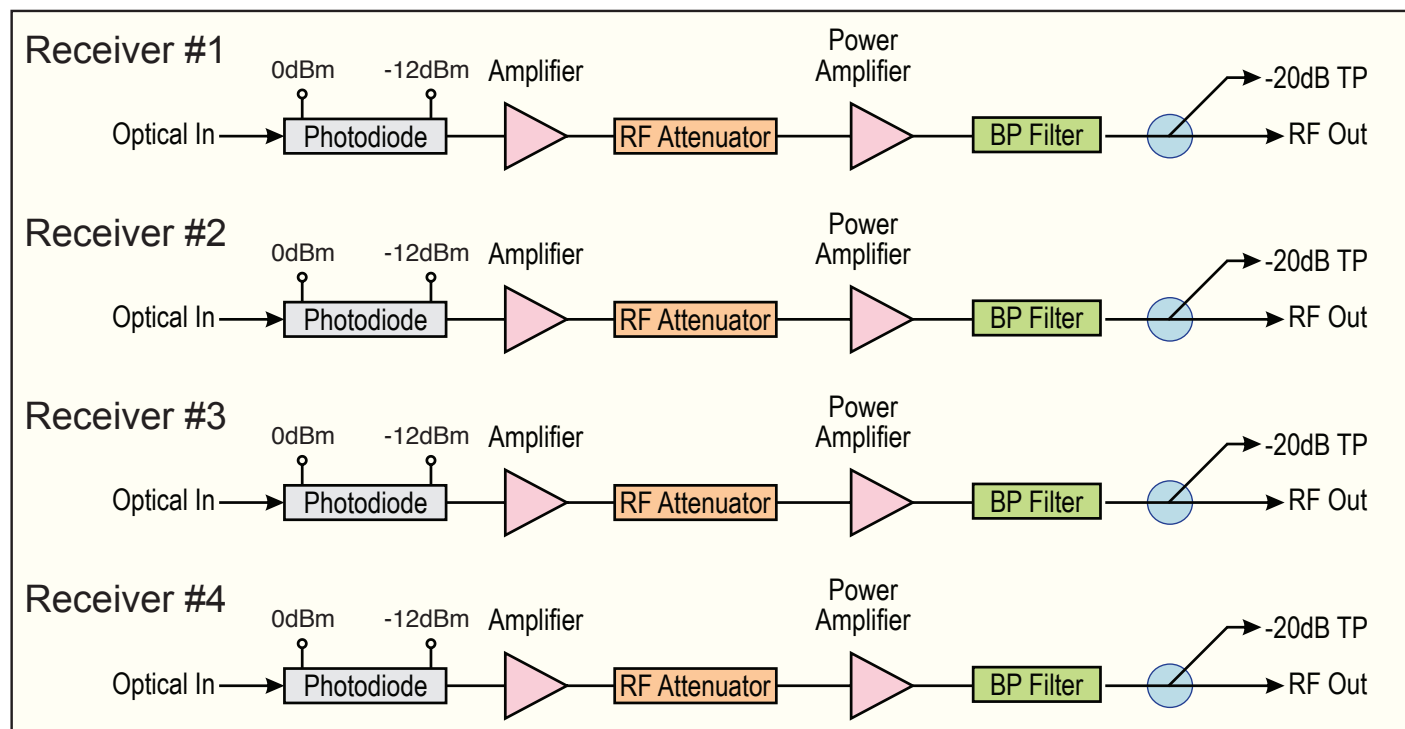 Receiver #1
0dBm -12dBm Amplifier Power Amplifier
-20dB TP
Optical In Photodiode RF Attenuator BP Filter RF Out
Receiver #2
0dBm -12dBm Amplifier Power Amplifier
-20dB TP
Optical In Photodiode RF Attenuator BP Filter RF Out
Receiver #3
0dBm -12dBm Amplifier Power Amplifier
-20dB TP
Optical In Photodiode RF Attenuator BP Filter RF Out
Receiver #4
0dBm -12dBm Amplifier Power Amplifier
-20dB TP
Optical In Photodiode RF Attenuator BP Filter RF Out